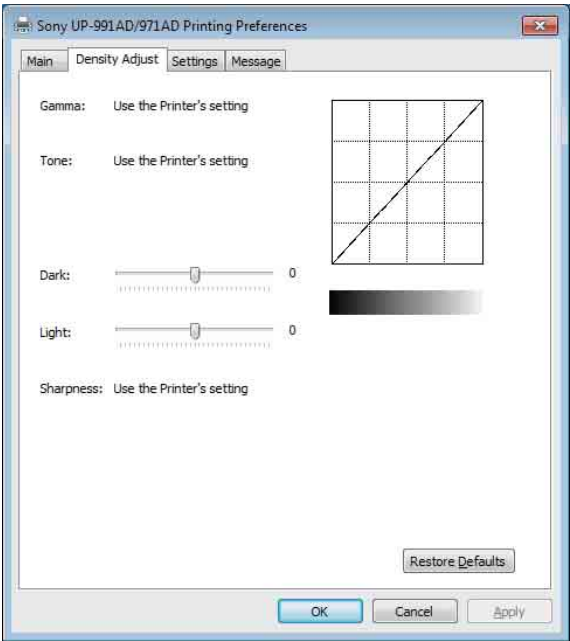 Sony UP-991AD/971AD Printing Preferences
Main Density Adjust Settings Message
Gamma: Use the Printer's setting
Tone: Use the Printer's setting
Dark: 0
Light: 0
Sharpness: Use the Printer's setting
Restore Defaults
OK Cancel Apply